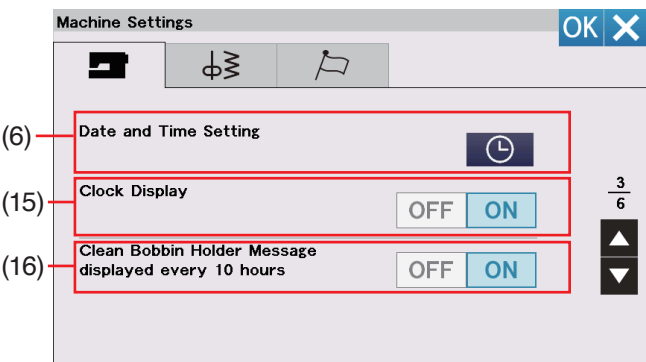 Machine Settings
OK
(6)
Date and Time Setting
(15)
Clock Display
OFF ON
3
6
(16)
Clean Bobbin Holder Message
displayed every 10 hours
OFF ON